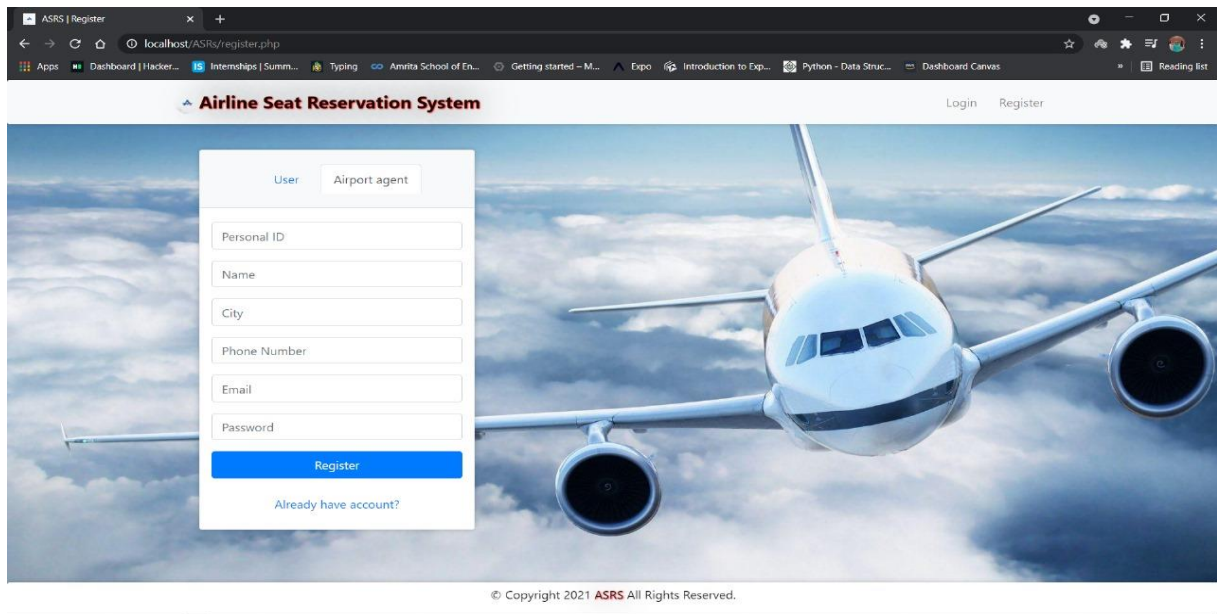 ASRS | Register
localhost/ASRs/register.php
Apps Dashboard | Hacker... Internships | Summ... Typing Amrita School of En... Getting started – M... Expo Introduction to Exp... Python - Data Struc... Dashboard Canvas » Reading list
Airline Seat Reservation System Login Register
User Airport agent
Personal ID
Name
City
Phone Number
Email
Password
Register
Already have account?
© Copyright 2021 ASRS All Rights Reserved.